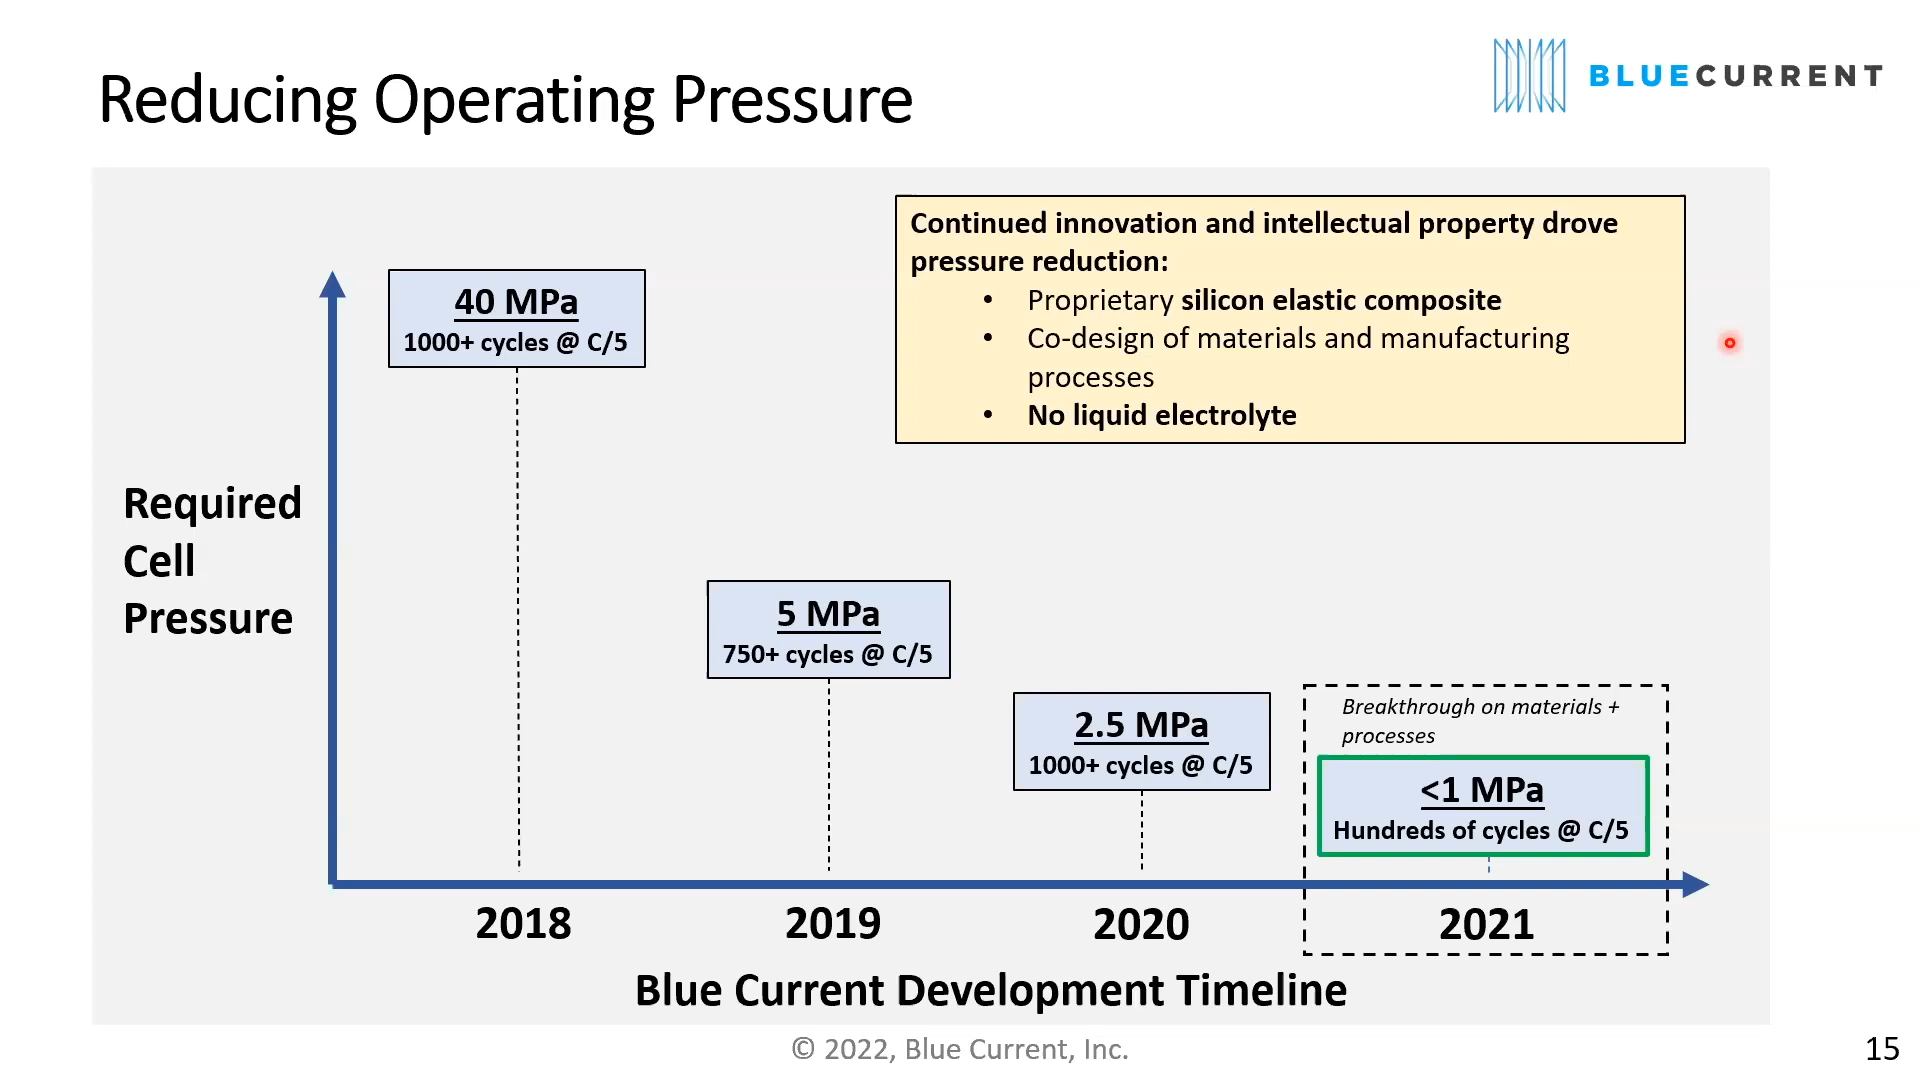 Reducing Operating Pressure
BLUECURRENT
Continued innovation and intellectual property drove
pressure reduction:
• Proprietary silicon elastic composite
• Co-design of materials and manufacturing
processes
• No liquid electrolyte
40 MPa
1000+ cycles @ C/5
Required
Cell
Pressure
5 MPa
750+ cycles @ C/5
2.5 MPa
1000+ cycles @ C/5
Breakthrough on materials +
processes
<1 MPa
Hundreds of cycles @ C/5
2018 2019 2020 2021
Blue Current Development Timeline
© 2022, Blue Current, Inc.
15